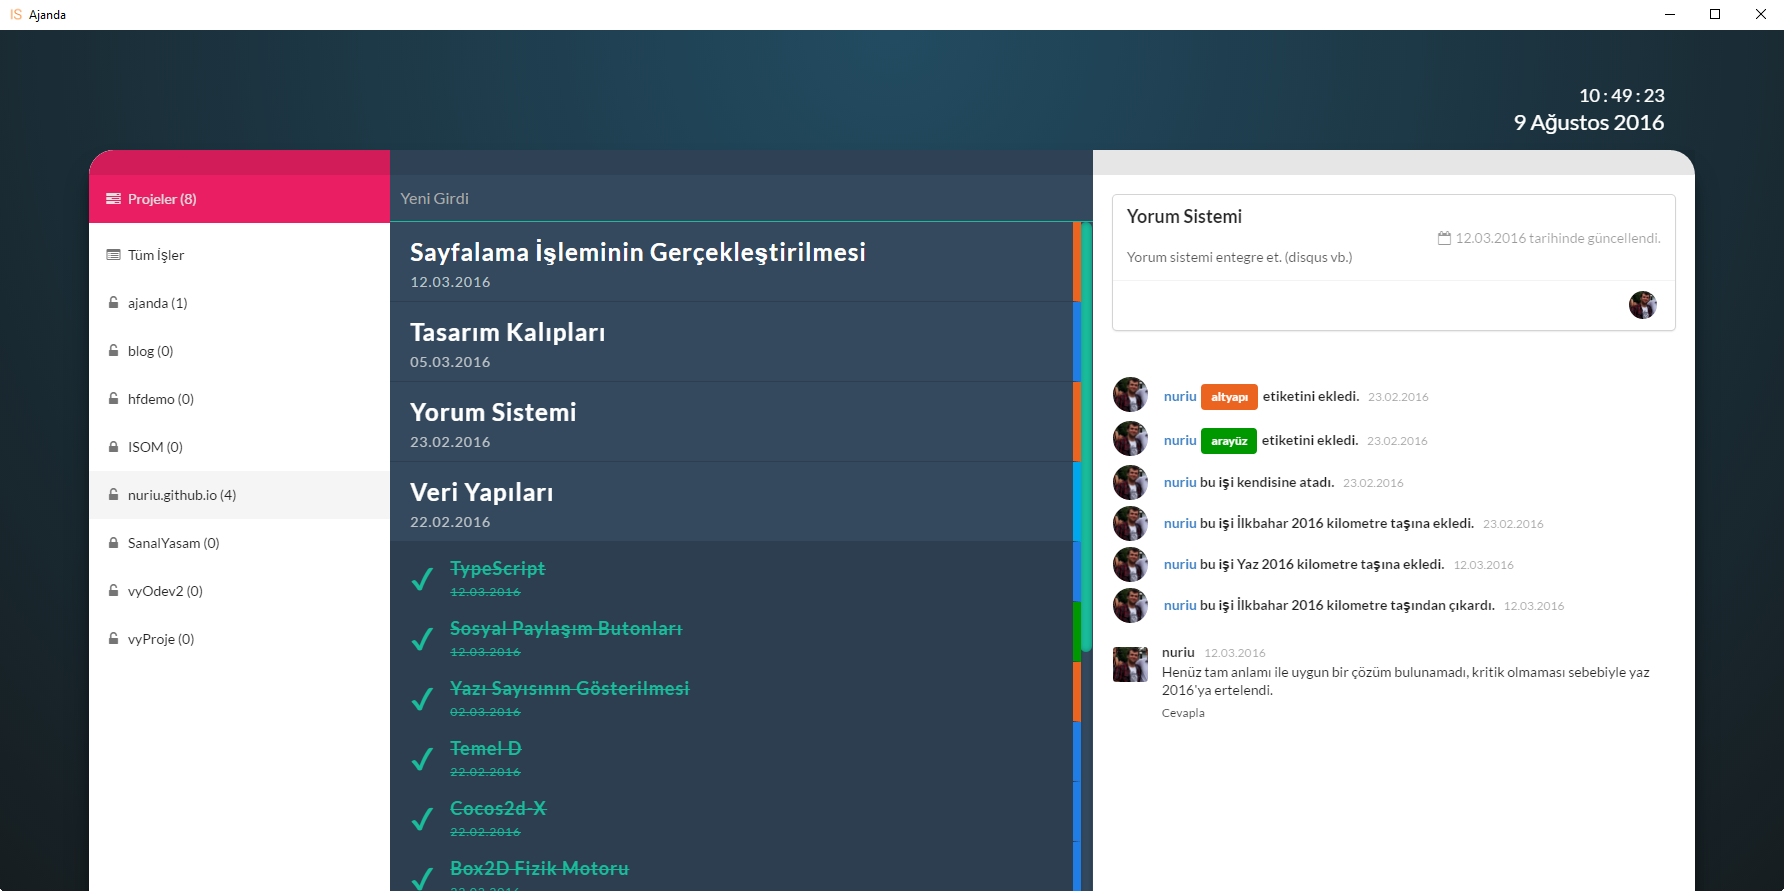 IS Ajanda
10 : 49 : 23
9 Ağustos 2016
Projeler (8)
Tüm İşler
ajanda (1)
blog (0)
hfdemo (0)
ISOM (0)
nuriu.github.io (4)
SanalYasam (0)
vyOdev2 (0)
vyProje (0)
Yeni Girdi
Sayfalama İşleminin Gerçekleştirilmesi
12.03.2016
Tasarım Kalıpları
05.03.2016
Yorum Sistemi
23.02.2016
Veri Yapıları
22.02.2016
TypeScript
12.03.2016
Sosyal Paylaşım Butonları
12.03.2016
Yazı Sayısının Gösterilmesi
02.03.2016
Temel D
22.02.2016
Cocos2d-X
22.02.2016
Box2D Fizik Motoru
Yorum Sistemi
12.03.2016 tarihinde güncellendi.
Yorum sistemi entegre et. (disqus vb.)
nuriu altyapı etiketini ekledi. 23.02.2016
nuriu arayüz etiketini ekledi. 23.02.2016
nuriu bu işi kendisine atadı. 23.02.2016
nuriu bu işi İlkbahar 2016 kilometre taşına ekledi. 23.02.2016
nuriu bu işi Yaz 2016 kilometre taşına ekledi. 12.03.2016
nuriu bu işi İlkbahar 2016 kilometre taşından çıkardı. 12.03.2016
nuriu 12.03.2016
Henüz tam anlamı ile uygun bir çözüm bulunamadı, kritik olmaması sebebiyle yaz
2016'ya ertelendi.
Cevapla